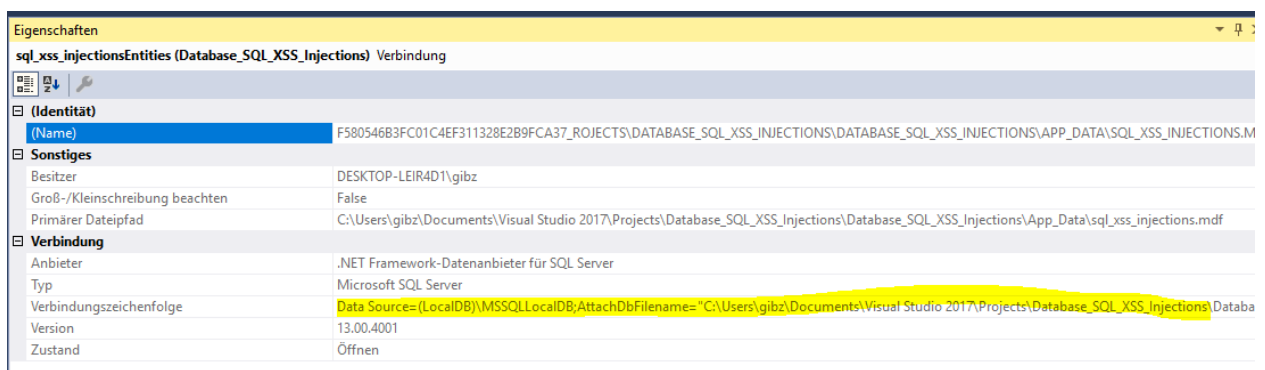 Eigenschaften
sql_xss_injectionsEntities (Database_SQL_XSS_Injections) Verbindung
(Identität)
(Name) F580546B3FC01C4EF311328E2B9FCA37_ROJECTS\DATABASE_SQL_XSS_INJECTIONS\DATABASE_SQL_XSS_INJECTIONS\APP_DATA\SQL_XSS_INJECTIONS.M
Sonstiges
Besitzer DESKTOP-LEIR4D1\gibz
Groß-/Kleinschreibung beachten False
Primärer Dateipfad C:\Users\gibz\Documents\Visual Studio 2017\Projects\Database_SQL_XSS_Injections\Database_SQL_XSS_Injections\App_Data\sql_xss_injections.mdf
Verbindung
Anbieter .NET Framework-Datenanbieter für SQL Server
Typ Microsoft SQL Server
Verbindungszeichenfolge Data Source=(LocalDB)\MSSQLLocalDB;AttachDbFilename="C:\Users\gibz\Documents\Visual Studio 2017\Projects\Database_SQL_XSS_Injections\Databa
Version 13.00.4001
Zustand Öffnen